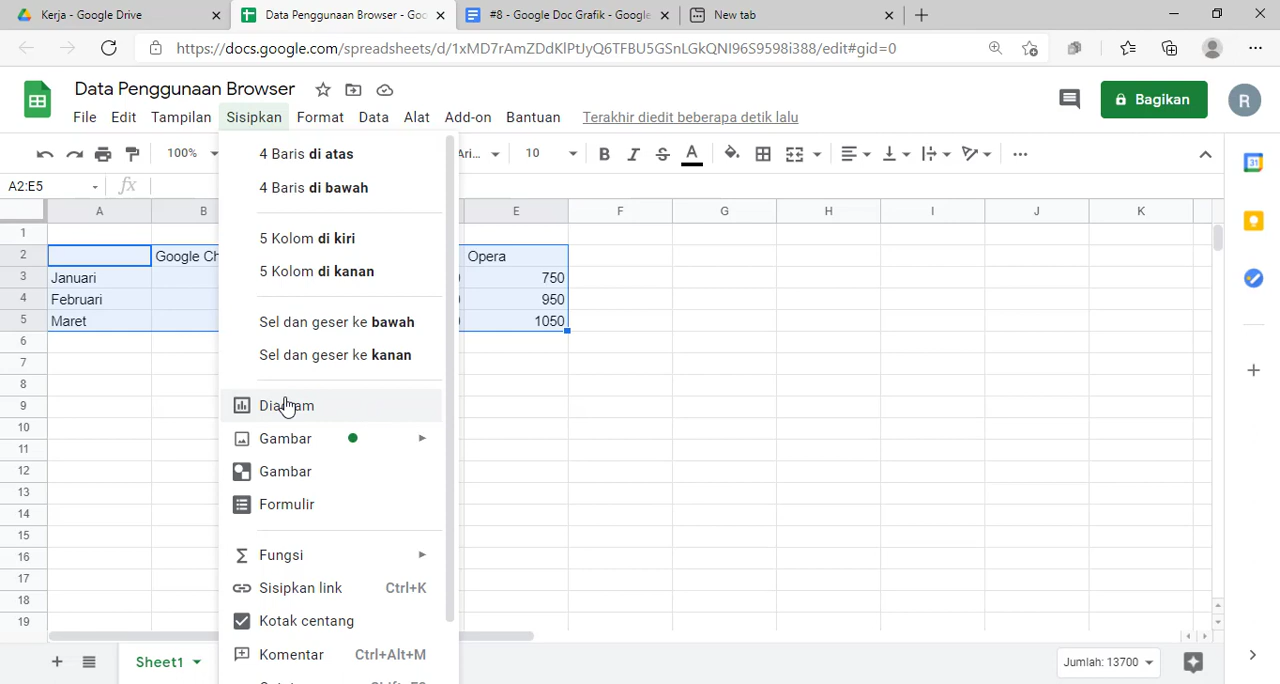 Kerja - Google Drive
Data Penggunaan Browser - Goo
#8 - Google Doc Grafik - Google
New tab
https://docs.google.com/spreadsheets/d/1xMD7rAmZDdKlPtJyQ6TFBU5GSnLGkQNI96S9598i388/edit#gid=0
Data Penggunaan Browser
File Edit Tampilan Sisipkan Format Data Alat Add-on Bantuan Terakhir diedit beberapa detik lalu
Bagikan
R
100% Ari... 10 B I S A
31
A2:E5 fx
A B E F G H I J K
1
2 Google Ch Opera
3 Januari 750
4 Februari 950
5 Maret 1050
6
7
8
9
10
11
12
13
14
15
16
17
18
19
4 Baris di atas
4 Baris di bawah
5 Kolom di kiri
5 Kolom di kanan
Sel dan geser ke bawah
Sel dan geser ke kanan
Diagram
Gambar
Gambar
Formulir
Fungsi
Sisipkan link Ctrl+K
Kotak centang
Komentar Ctrl+Alt+M
Sheet1
Jumlah: 13700